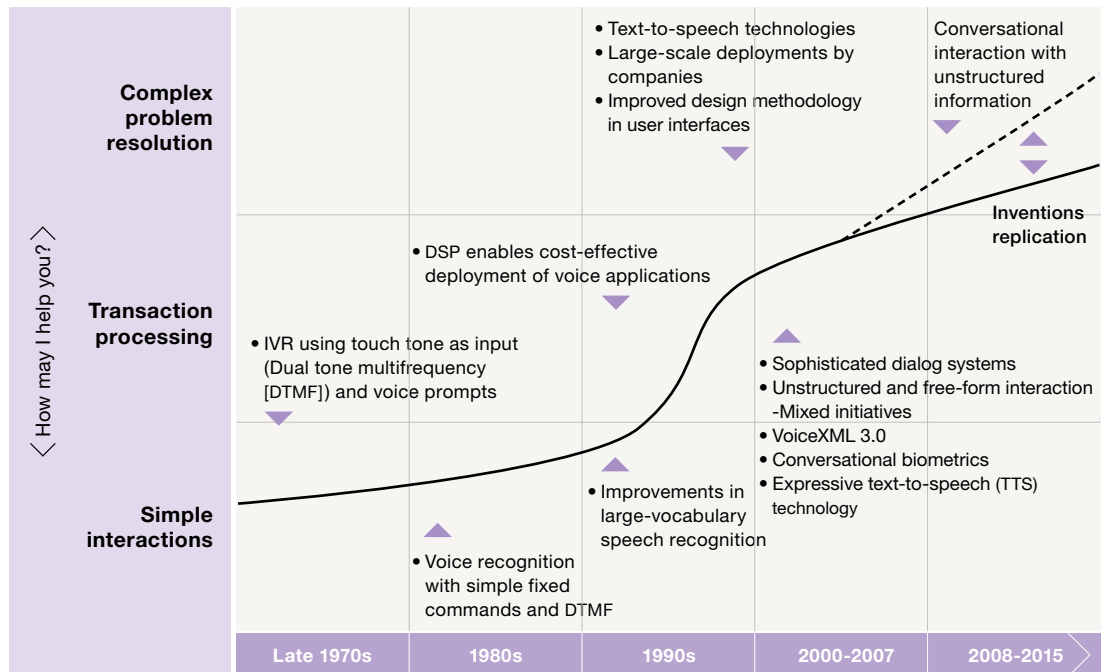 Complex
problem
resolution
Transaction
processing
Simple
interactions
How may I help you?
• Text-to-speech technologies
• Large-scale deployments by
companies
• Improved design methodology
in user interfaces
Conversational
interaction with
unstructured
information
Inventions
replication
• DSP enables cost-effective
deployment of voice applications
• IVR using touch tone as input
(Dual tone multifrequency
[DTMF]) and voice prompts
• Sophisticated dialog systems
• Unstructured and free-form interaction
-Mixed initiatives
• VoiceXML 3.0
• Conversational biometrics
• Expressive text-to-speech (TTS)
technology
• Improvements in
large-vocabulary
speech recognition
• Voice recognition
with simple fixed
commands and DTMF
Late 1970s
1980s
1990s
2000-2007
2008-2015